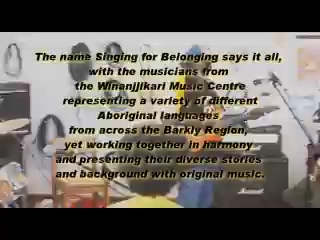 The name Singing for Belonging says it all,
with the musicians from
the Winanjjikari Music Centre
representing a variety of different
Aboriginal languages
from across the Barkly Region,
yet working together in harmony
and presenting their diverse stories
and background with original music.